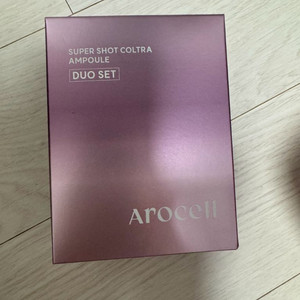 SUPER SHOT COLTRA
AMPOULE
DUO SET
Arocell